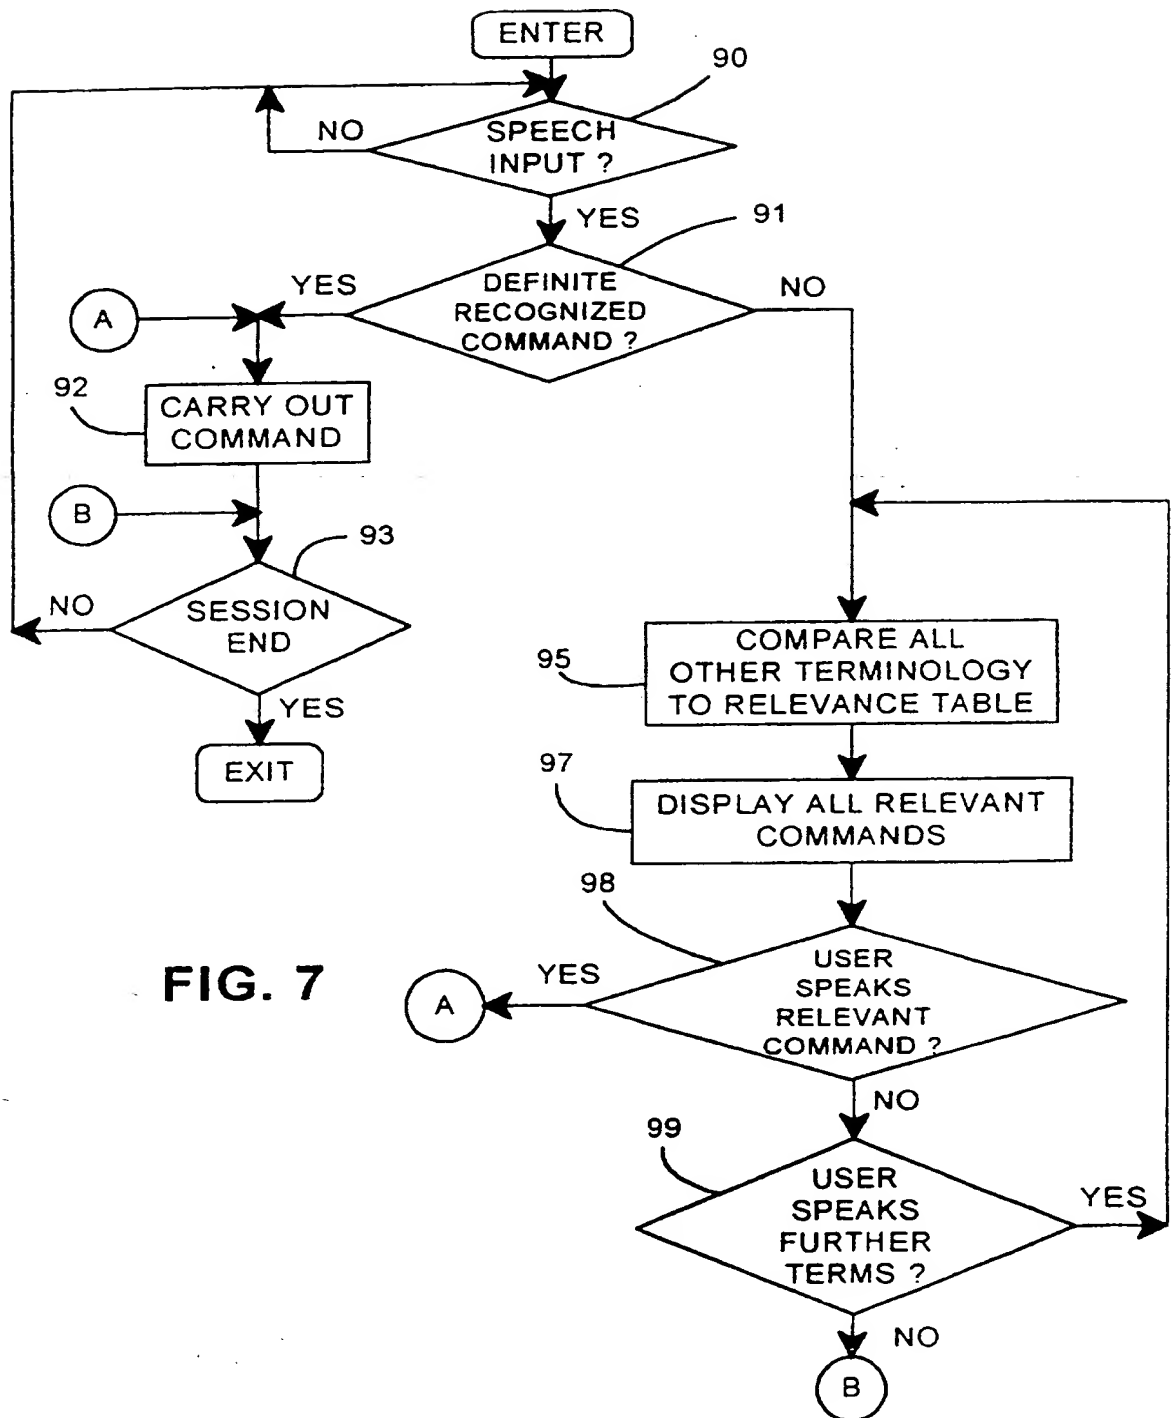 ENTER
90
SPEECH
INPUT ?
NO
YES
91
DEFINITE
RECOGNIZED
COMMAND ?
YES
NO
A
92
CARRY OUT
COMMAND
B
93
SESSION
END
NO
YES
EXIT
95
COMPARE ALL
OTHER TERMINOLOGY
TO RELEVANCE TABLE
97
DISPLAY ALL RELEVANT
COMMANDS
98
USER
SPEAKS
RELEVANT
COMMAND ?
YES
A
FIG. 7
NO
99
USER
SPEAKS
FURTHER
TERMS ?
YES
NO
B